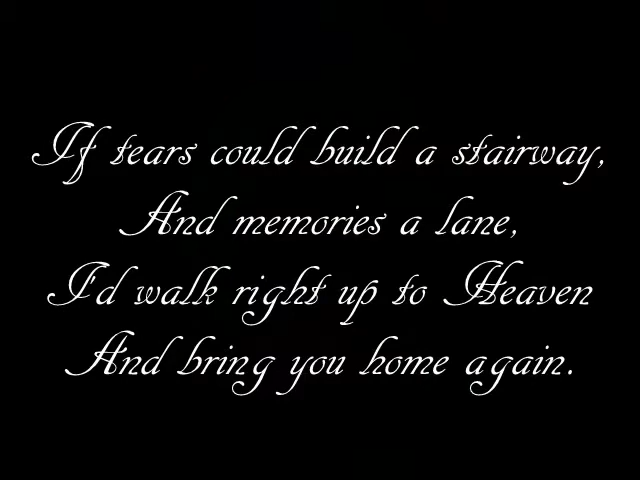 If tears could build a stairway,
And memories a lane,
I'd walk right up to Heaven
And bring you home again.